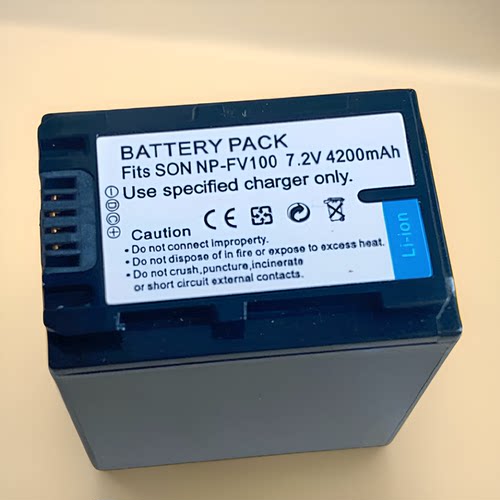 BATTERY PACK
Fits SON NP-FV100 7.2V 4200mAh
Use specified charger only.
CE CE
Caution
• Do not connect improperly.
• Do not dispose of in fire or expose to excess heat.
• Do not crush,puncture,incinerate
or short circuit external contacts.
Li-ion